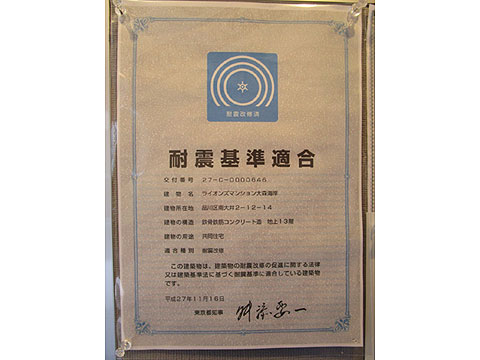 耐震改修済
耐震基準適合
交付番号 27-C-0000646
建物名 ライオンズマンション大森海岸
建物所在地 品川区南大井2-12-14
建物の構造 鉄骨鉄筋コンクリート造 地上13階
建物の用途 共同住宅
適合種別 耐震改修
この建築物は、建築物の耐震改修の促進に関する法律
又は建築基準法に基づく耐震基準に適合している建築物
です。
平成27年11月16日
東京都知事 舛添要一